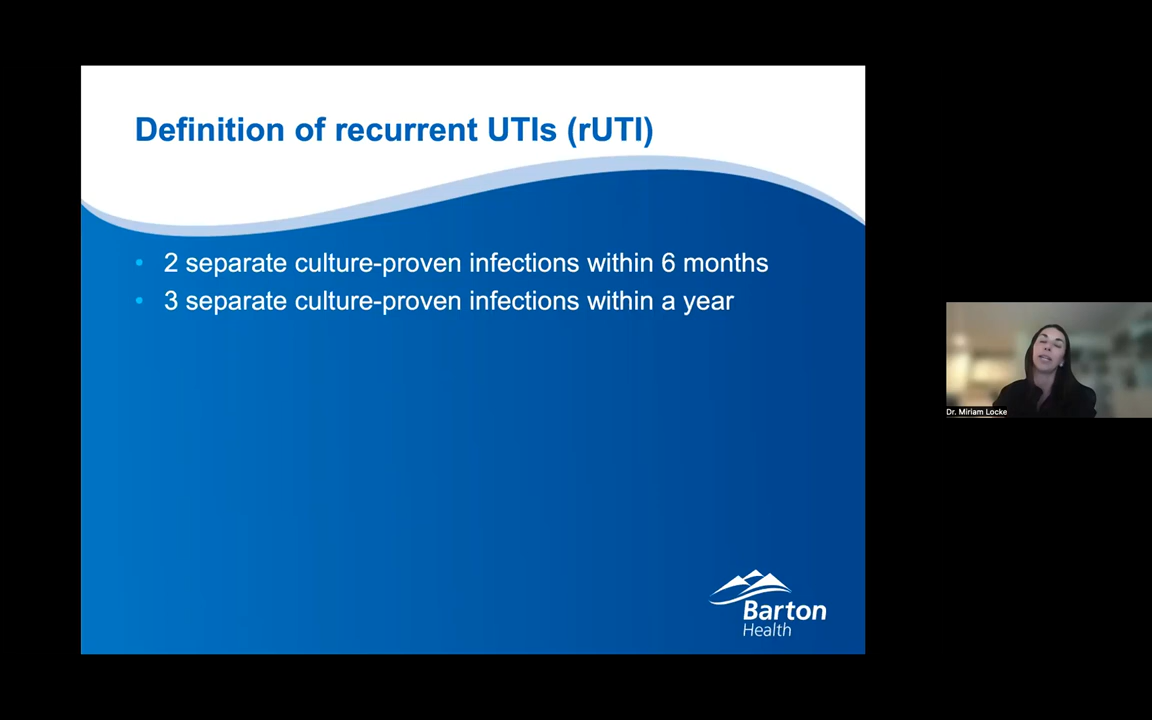 Definition of recurrent UTIs (rUTI)
• 2 separate culture-proven infections within 6 months
• 3 separate culture-proven infections within a year
Dr. Miriam Locke
Barton
Health